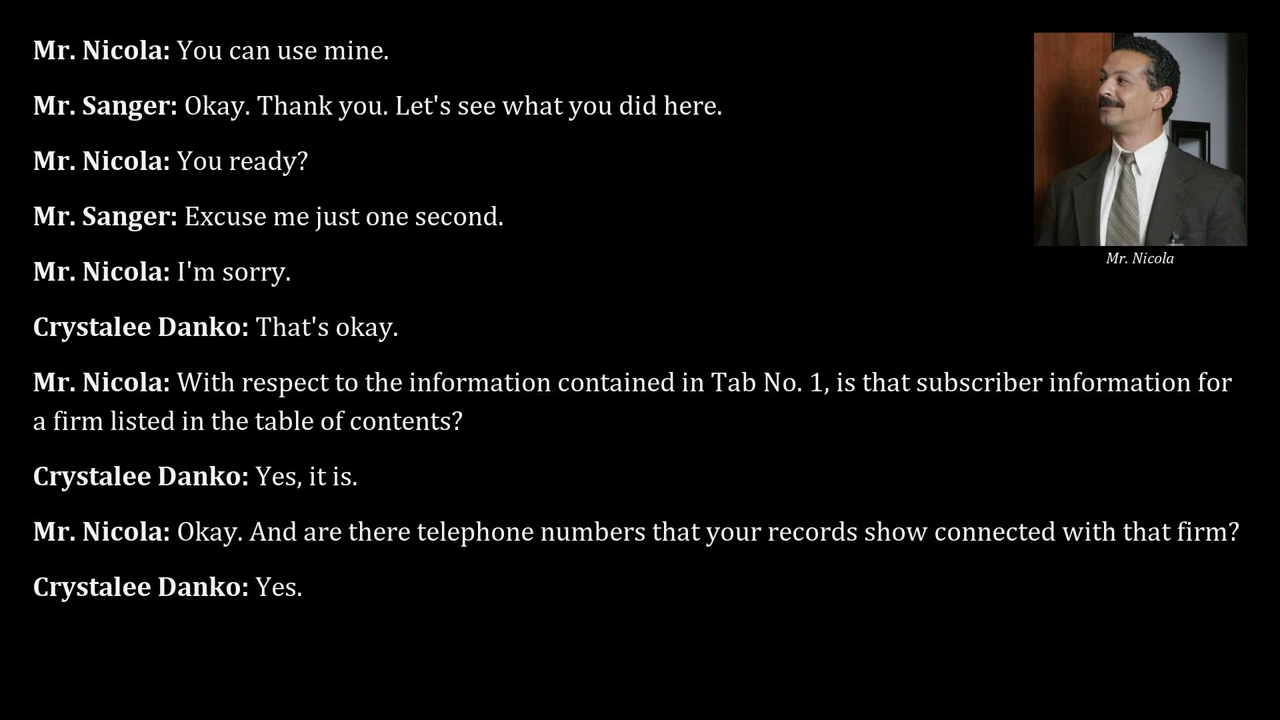 Mr. Nicola: You can use mine.
Mr. Sanger: Okay. Thank you. Let's see what you did here.
Mr. Nicola: You ready?
Mr. Sanger: Excuse me just one second.
Mr. Nicola: I'm sorry.
Mr. Nicola
Crystalee Danko: That's okay.
Mr. Nicola: With respect to the information contained in Tab No. 1, is that subscriber information for
a firm listed in the table of contents?
Crystalee Danko: Yes, it is.
Mr. Nicola: Okay. And are there telephone numbers that your records show connected with that firm?
Crystalee Danko: Yes.